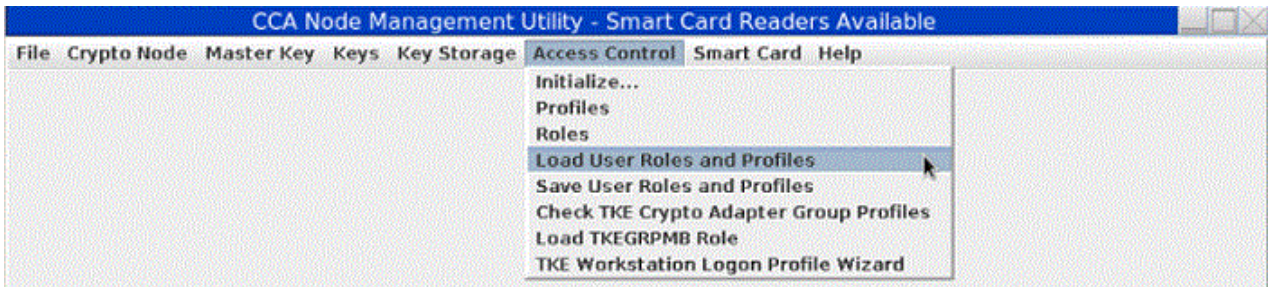 CCA Node Management Utility - Smart Card Readers Available
File Crypto Node Master Key Keys Key Storage Access Control Smart Card Help
Initialize...
Profiles
Roles
Load User Roles and Profiles
Save User Roles and Profiles
Check TKE Crypto Adapter Group Profiles
Load TKEGRPMB Role
TKE Workstation Logon Profile Wizard